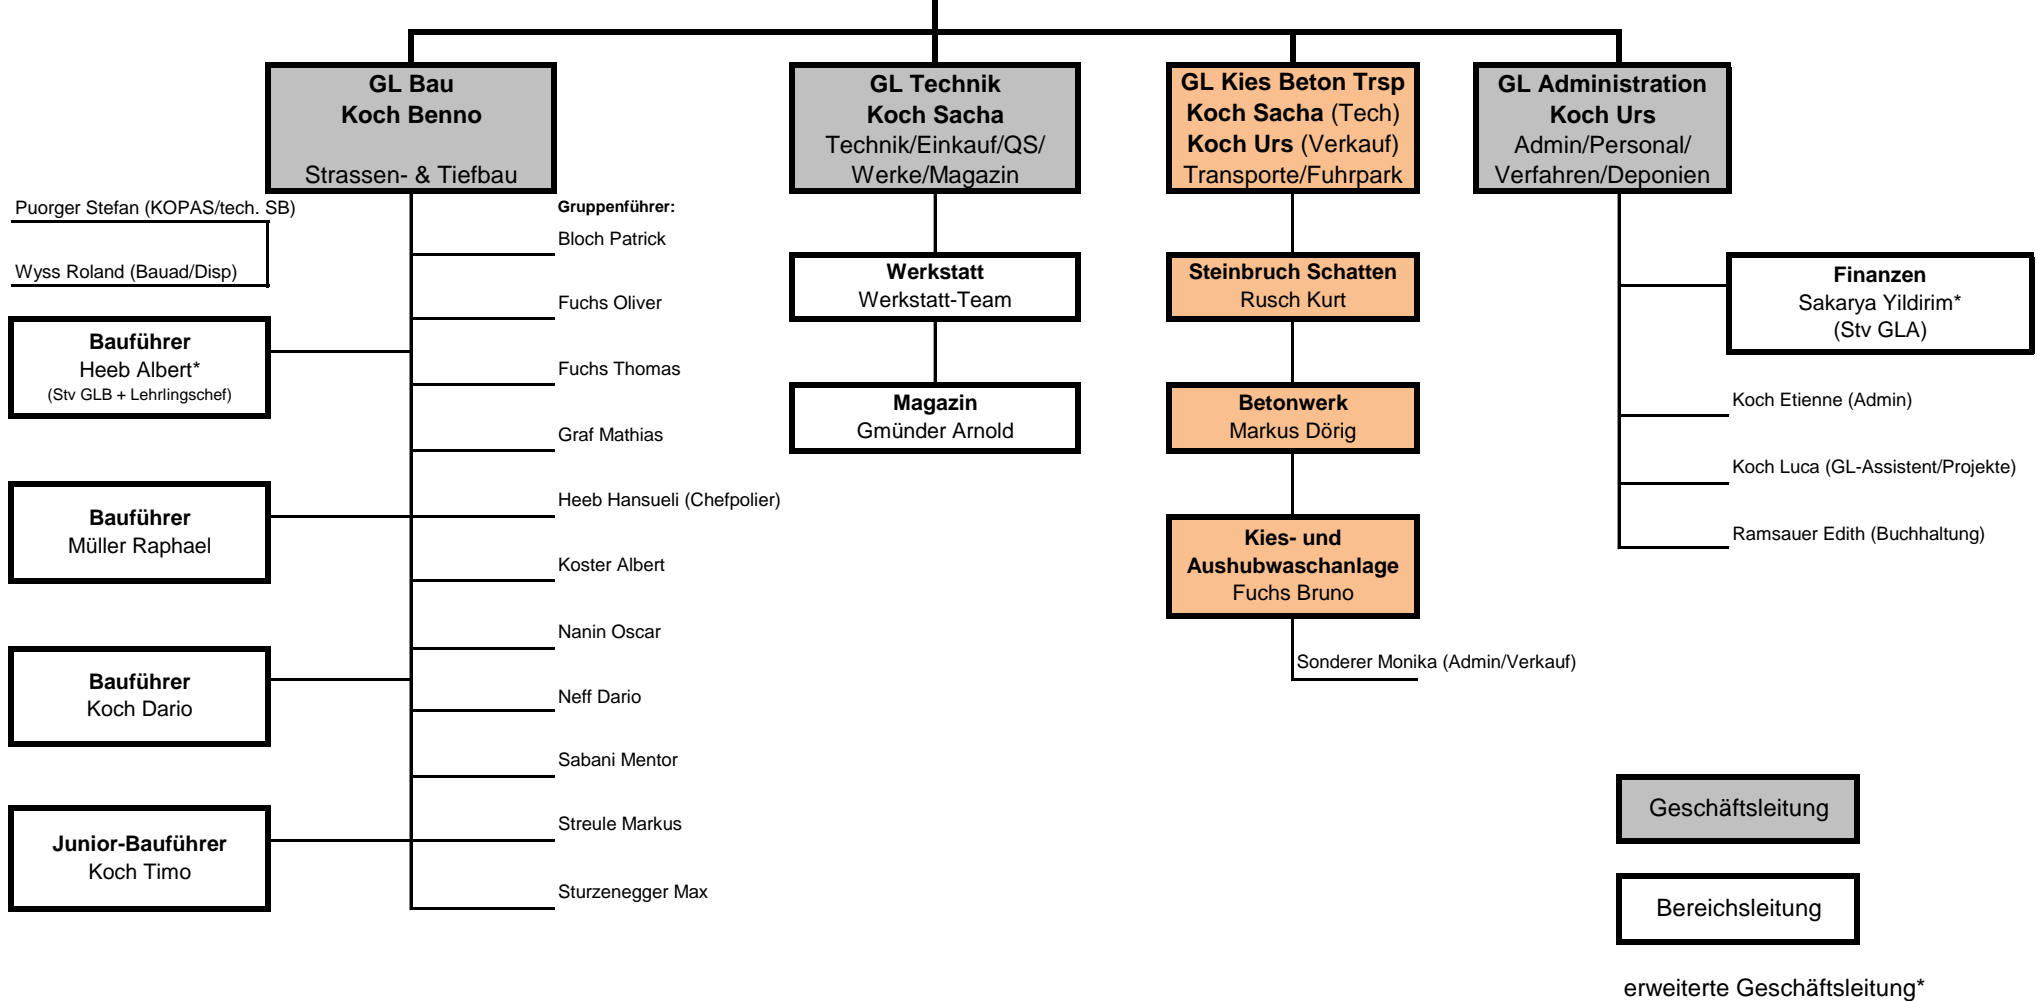 GL Bau
Koch Benno
Strassen- & Tiefbau
GL Technik
Koch Sacha
Technik/Einkauf/QS/
Werke/Magazin
GL Kies Beton Trsp
Koch Sacha (Tech)
Koch Urs (Verkauf)
Transporte/Fuhrpark
GL Administration
Koch Urs
Admin/Personal/
Verfahren/Deponien
Puorger Stefan (KOPAS/tech. SB)
Wyss Roland (Bauad/Disp)
Bauführer
Heeb Albert*
(Stv GLB + Lehrlingschef)
Bauführer
Müller Raphael
Bauführer
Koch Dario
Junior-Bauführer
Koch Timo
Gruppenführer:
Bloch Patrick
Fuchs Oliver
Fuchs Thomas
Graf Mathias
Heeb Hansueli (Chefpolier)
Koster Albert
Nanin Oscar
Neff Dario
Sabani Mentor
Streule Markus
Sturzenegger Max
Werkstatt
Werkstatt-Team
Magazin
Gmünder Arnold
Steinbruch Schatten
Rusch Kurt
Betonwerk
Markus Dörig
Kies- und
Aushubwaschanlage
Fuchs Bruno
Sonderer Monika (Admin/Verkauf)
Finanzen
Sakarya Yildirim*
(Stv GLA)
Koch Etienne (Admin)
Koch Luca (GL-Assistent/Projekte)
Ramsauer Edith (Buchhaltung)
Geschäftsleitung
Bereichsleitung
erweiterte Geschäftsleitung*